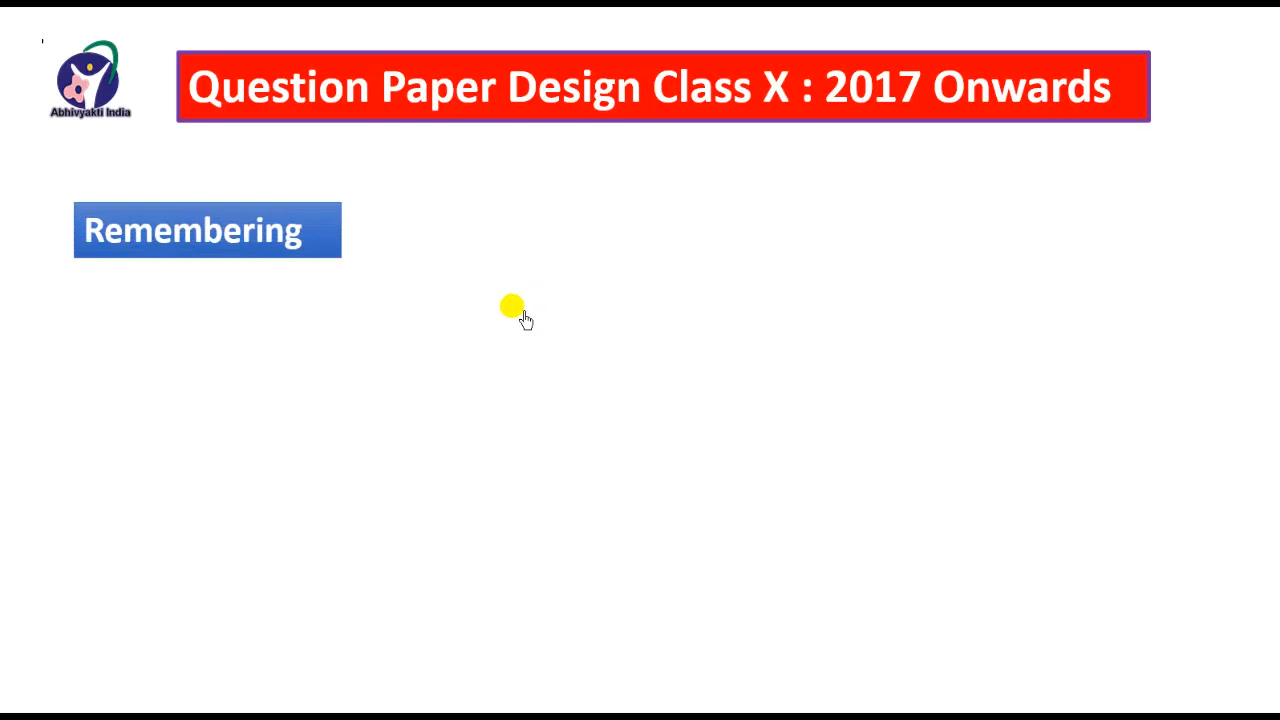 Question Paper Design Class X : 2017 Onwards
Abhivyakti India
Remembering